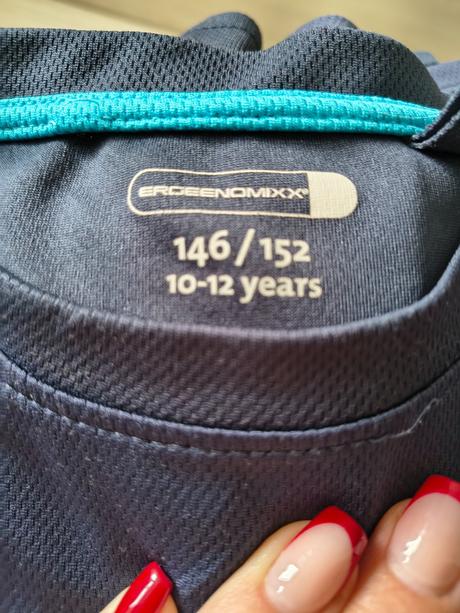 ERGEENOMIXX®
146/152
10-12 years